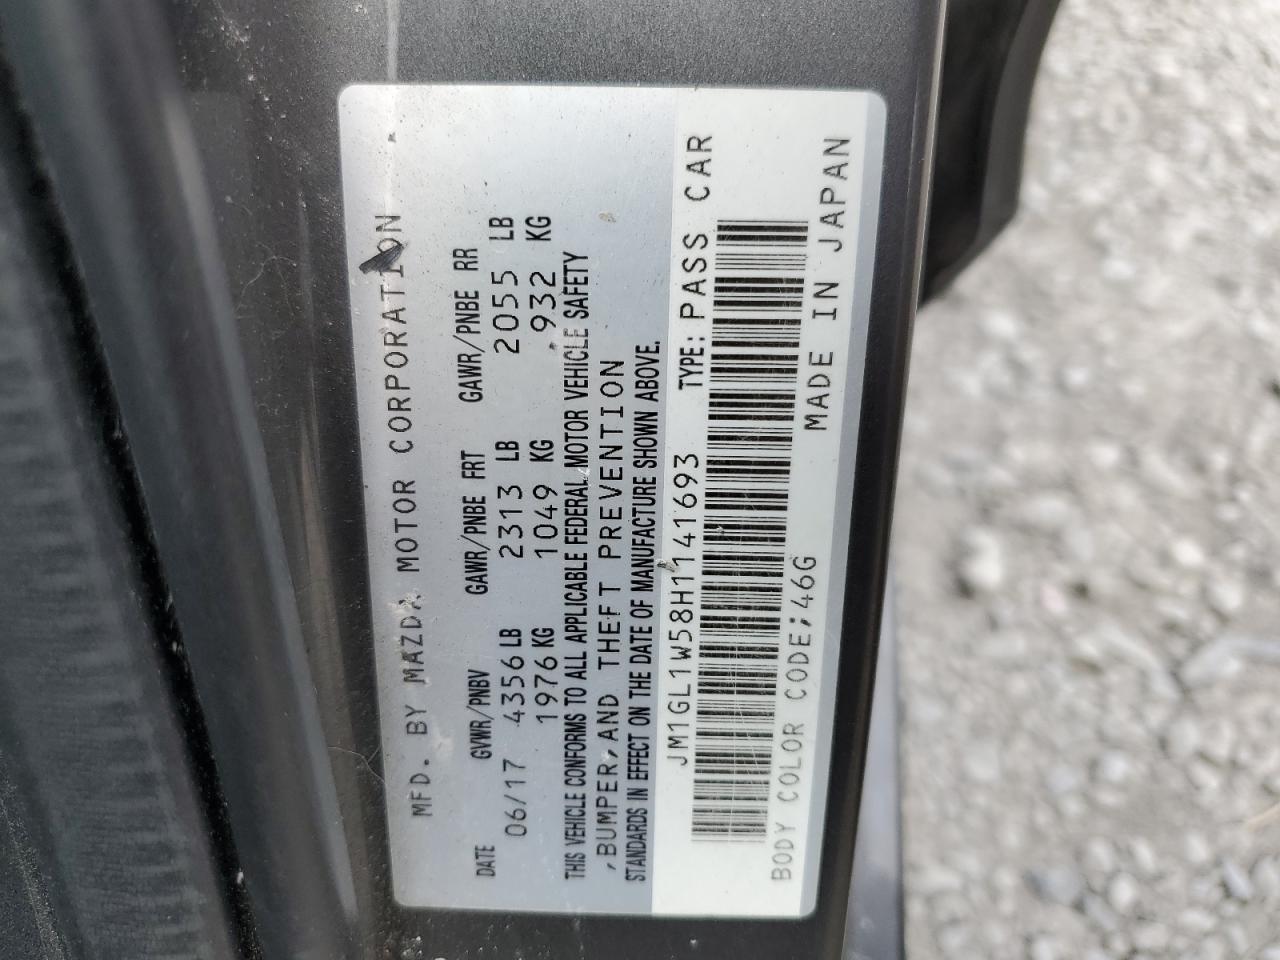 MFD. BY MAZDA MOTOR CORPORATION
DATE GVWR/PNBV GAWR/PNBE FRT GAWR/PNBE RR
06/17 4356 LB 2313 LB 2055 LB
1976 KG 1049 KG 932 KG
THIS VEHICLE CONFORMS TO ALL APPLICABLE FEDERAL MOTOR VEHICLE SAFETY
,BUMPER,AND THEFT PREVENTION
STANDARDS IN EFFECT ON THE DATE OF MANUFACTURE SHOWN ABOVE.
JM1GL1W58H1141693 TYPE: PASS CAR
BODY COLOR CODE;46G MADE IN JAPAN